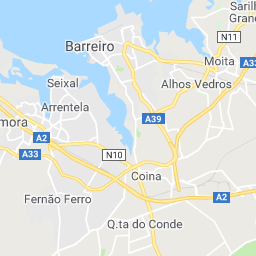 Sarilh
Grande
N11
Barreiro
Moita
A33
Seixal
Alhos Vedros
Arrentela
A39
mora
A2
A33
N10
Coina
Fernão Ferro
A2
Q.ta do Conde